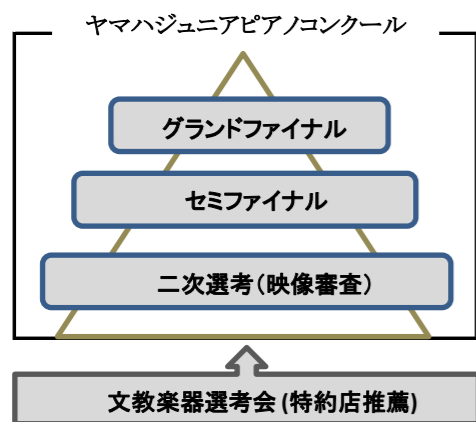 ヤマハジュニアピアノコンクール
グランドファイナル
セミファイナル
二次選考(映像審査)
文教楽器選考会(特約店推薦)